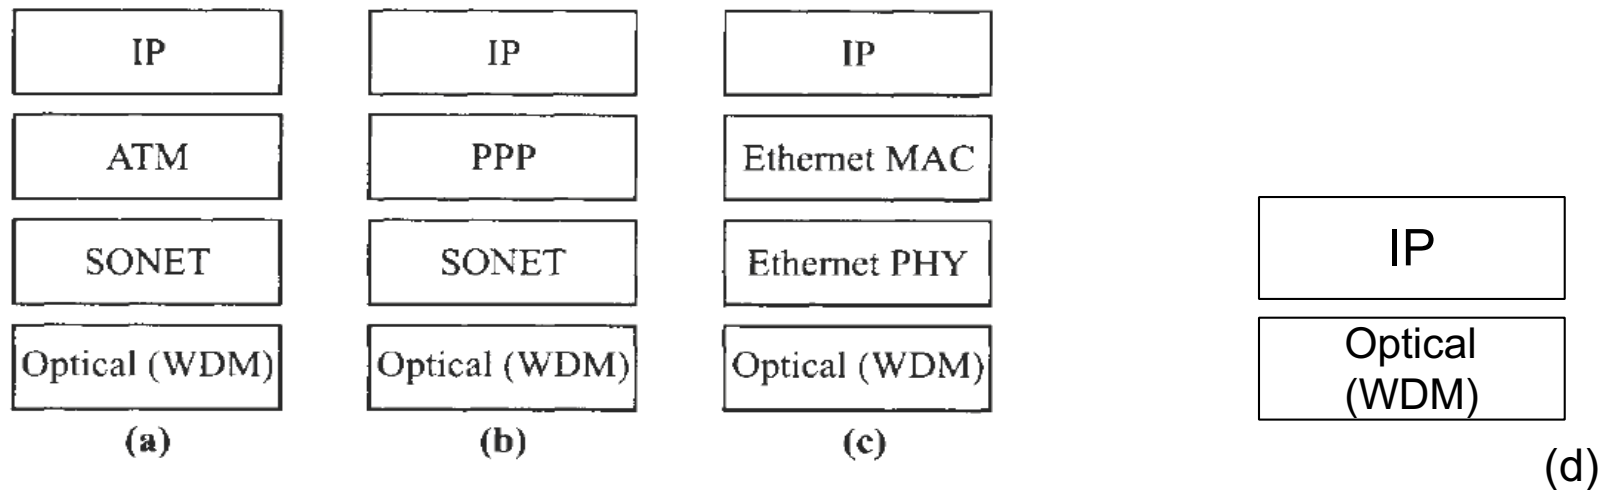 IP
ATM
SONET
Optical (WDM)
(a)
IP
PPP
SONET
Optical (WDM)
(b)
IP
Ethernet MAC
Ethernet PHY
Optical (WDM)
(c)
IP
Optical
(WDM)
(d)